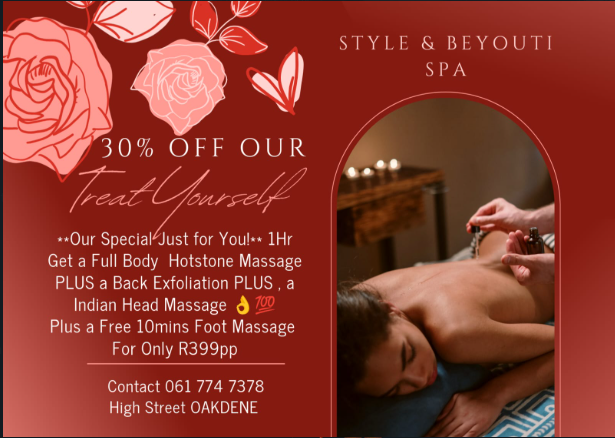 STYLE & BEYOUTI
SPA
30% OFF OUR
Treat Yourself
**Our Special Just for You!** 1Hr
Get a Full Body Hotstone Massage
PLUS a Back Exfoliation PLUS , a
Indian Head Massage 👌💯
Plus a Free 10mins Foot Massage
For Only R399pp
Contact 061 774 7378
High Street OAKDENE